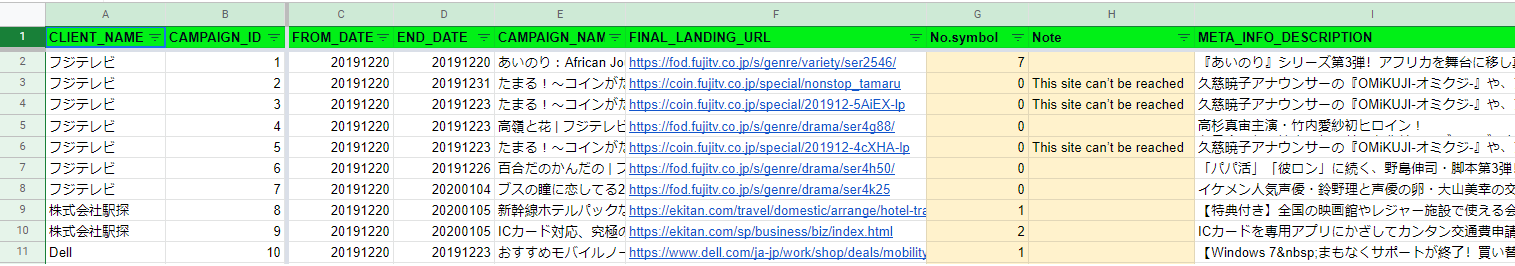 A B C D E F G H I
1 CLIENT_NAME CAMPAIGN_ID FROM_DATE END_DATE CAMPAIGN_NAM FINAL_LANDING_URL No.symbol Note META_INFO_DESCRIPTION
2 フジテレビ 1 20191220 20191220 あいのり：African Jo https://fod.fujitv.co.jp/s/genre/variety/ser2546/ 7 『あいのり』シリーズ第3弾! アフリカを舞台に移し
3 フジテレビ 2 20191220 20191231 たまる！～コインがた https://coin.fujitv.co.jp/special/nonstop_tamaru 0 This site can't be reached 久慈暁子アナウンサーの『OMiKUJI-オミクジ-』や、
4 フジテレビ 3 20191220 20191223 たまる！～コインがた https://coin.fujitv.co.jp/special/201912-5AiEX-lp 0 This site can't be reached 久慈暁子アナウンサーの『OMiKUJI-オミクジ-』や、
5 フジテレビ 4 20191220 20191223 高嶺と花 | フジテレビ https://fod.fujitv.co.jp/s/genre/drama/ser4g88/ 0 高杉真宙主演・竹内愛紗初ヒロイン！
6 フジテレビ 5 20191220 20191223 たまる！～コインがた https://coin.fujitv.co.jp/special/201912-4cXHA-lp 0 This site can't be reached 久慈暁子アナウンサーの『OMiKUJI-オミクジ-』や、
7 フジテレビ 6 20191220 20191226 百合だのかんだの | フ https://fod.fujitv.co.jp/s/genre/drama/ser4h50/ 0 「パパ活」「彼ロン」に続く、野島伸司・脚本第3弾!
8 フジテレビ 7 20191220 20200104 ブスの瞳に恋してる2 https://fod.fujitv.co.jp/s/genre/drama/ser4k25 0 イケメン人気声優・鈴野理と声優の卵・大山美幸の交
9 株式会社駅探 8 20191220 20200105 新幹線ホテルパックな https://ekitan.com/travel/domestic/arrange/hotel-tra 1 【特典付き】全国の映画館やレジャー施設で使える会
10 株式会社駅探 9 20191220 20200105 ICカード対応、究極の https://ekitan.com/sp/business/biz/index.html 2 ICカードを専用アプリにかざしてカンタン交通費申請
11 Dell 10 20191220 20191223 おすすめモバイルノー https://www.dell.com/ja-jp/work/shop/deals/mobility 1 【Windows 7&nbsp;まもなくサポートが終了! 買い替